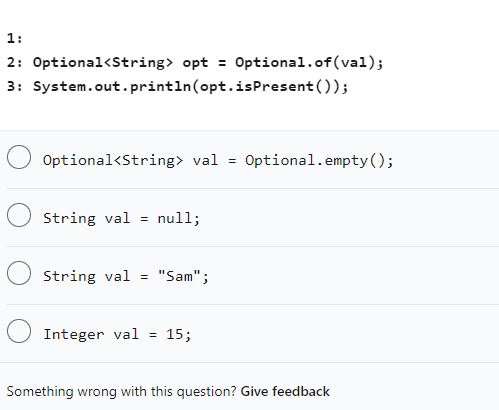 1:
2: Optional<String> opt = Optional.of(val);
3: System.out.println(opt.isPresent());
Optional<String> val = Optional.empty();
String val = null;
String val = "Sam";
Integer val = 15;
Something wrong with this question? Give feedback